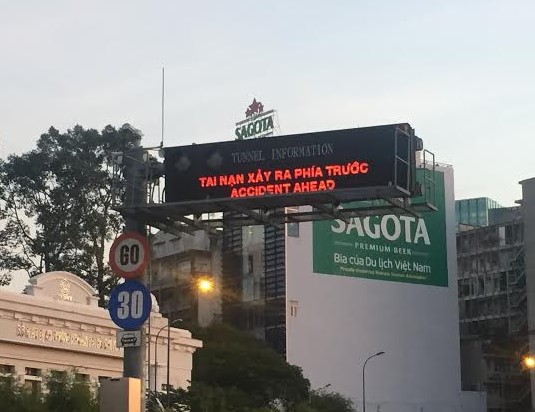 SAGOTA
TUNNEL INFORMATION
TAI NẠN XẢY RA PHÍA TRƯỚC
ACCIDENT AHEAD
SAGOTA
PREMIUM BEER
Bia của Du lịch Việt Nam
60
30